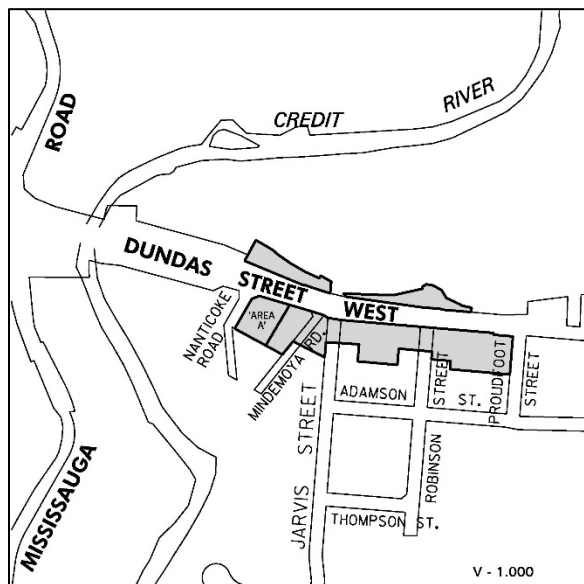 ROAD
CREDIT
RIVER
DUNDAS
STREET
WEST
'AREA
A'
NANTICOKE
ROAD
MINDEMOYA RD.
JARVIS STREET
ADAMSON ST.
STREET
ROBINSON
PROUDFOOT
STREET
THOMPSON ST.
MISSISSAUGA
V - 1.000